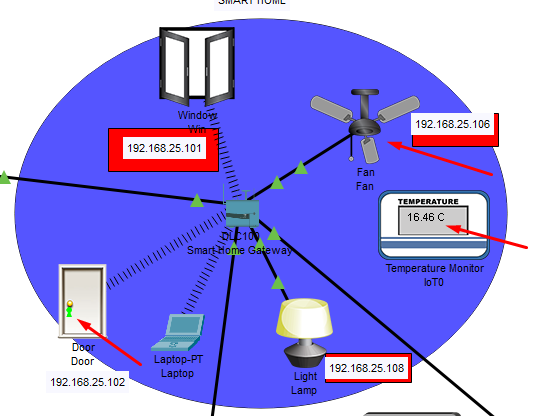 SMART HOME
Window
Win
192.168.25.101
192.168.25.106
Fan
Fan
TEMPERATURE
16.46 C
DLC100
Smart Home Gateway
Temperature Monitor
IoT0
Door
Door
192.168.25.102
Laptop-PT
Laptop
Light
Lamp
192.168.25.108